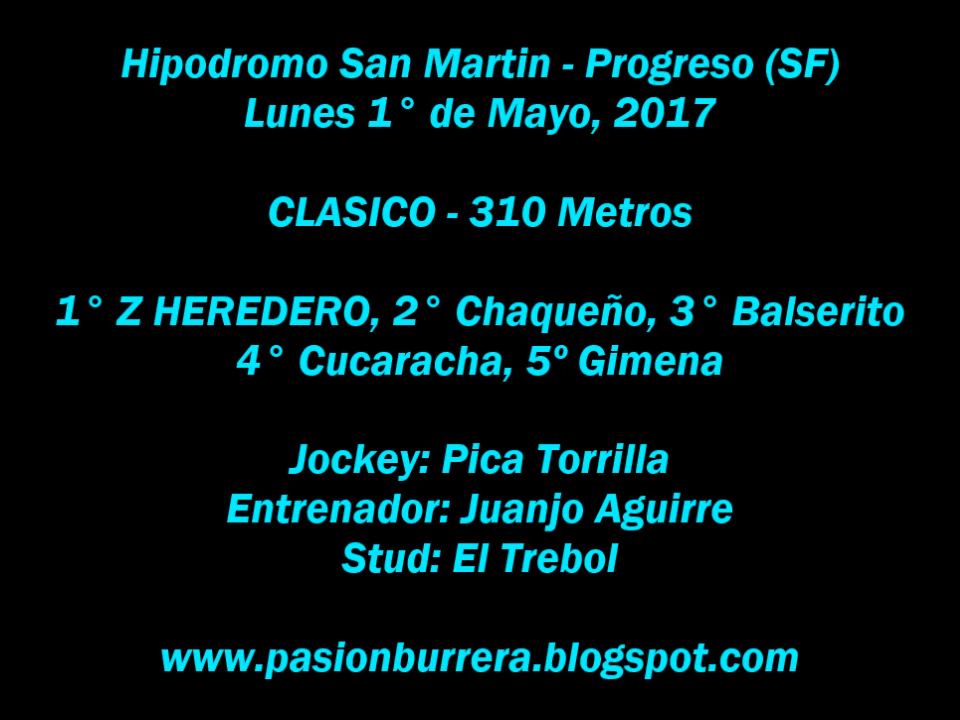 Hipodromo San Martin - Progreso (SF)
Lunes 1° de Mayo, 2017
CLASICO - 310 Metros
1° Z HEREDERO, 2° Chaqueño, 3° Balserito
4° Cucaracha, 5º Gimena
Jockey: Pica Torrilla
Entrenador: Juanjo Aguirre
Stud: El Trebol
www.pasionburrera.blogspot.com